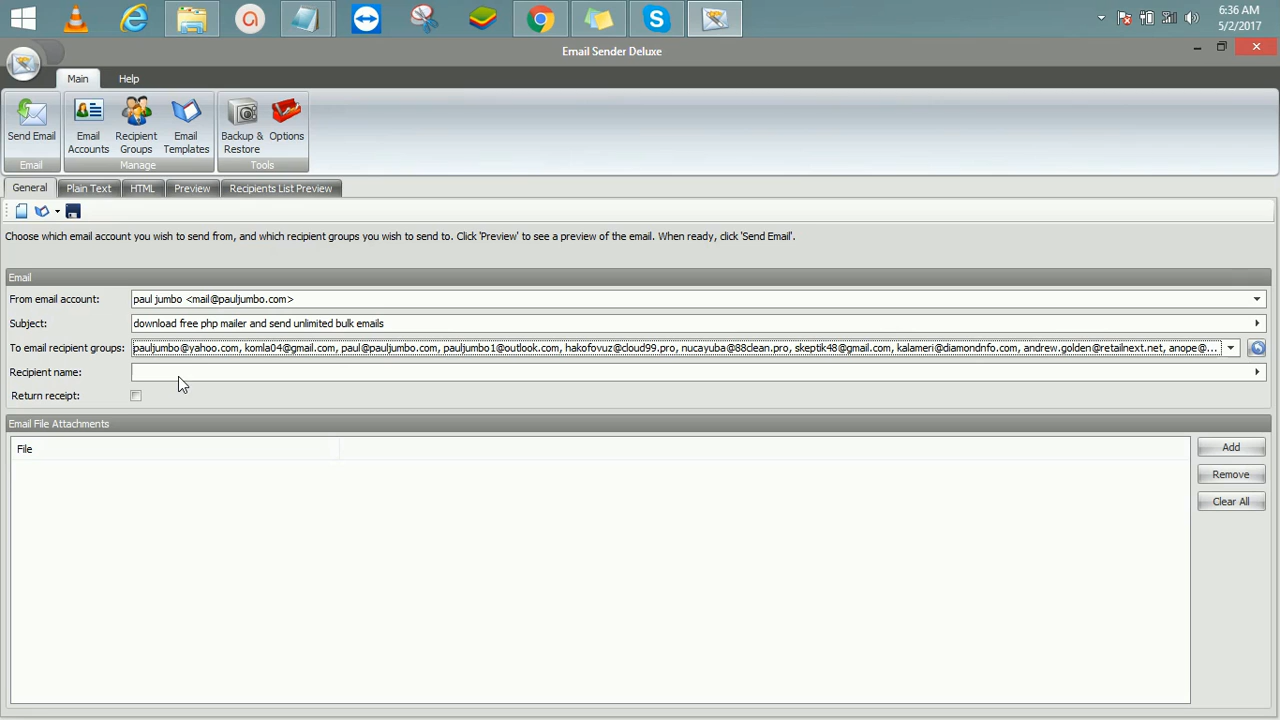 6:36 AM
5/2/2017
Email Sender Deluxe
Main Help
Send Email
Email Accounts
Recipient Groups
Email Templates
Backup & Restore
Options
Email Manage Tools
General Plain Text HTML Preview Recipients List Preview
Choose which email account you wish to send from, and which recipient groups you wish to send to. Click 'Preview' to see a preview of the email. When ready, click 'Send Email'.
Email
From email account: paul jumbo <mail@pauljumbo.com>
Subject: download free php mailer and send unlimited bulk emails
To email recipient groups: pauljumbo@yahoo.com, komla04@gmail.com, paul@pauljumbo.com, pauljumbo1@outlook.com, hakofovuz@cloud99.pro, nucayuba@88clean.pro, skeptik48@gmail.com, kalameri@diamondnfo.com, andrew.golden@retailnext.net, anope@...
Recipient name:
Return receipt:
Email File Attachments
File
Add
Remove
Clear All